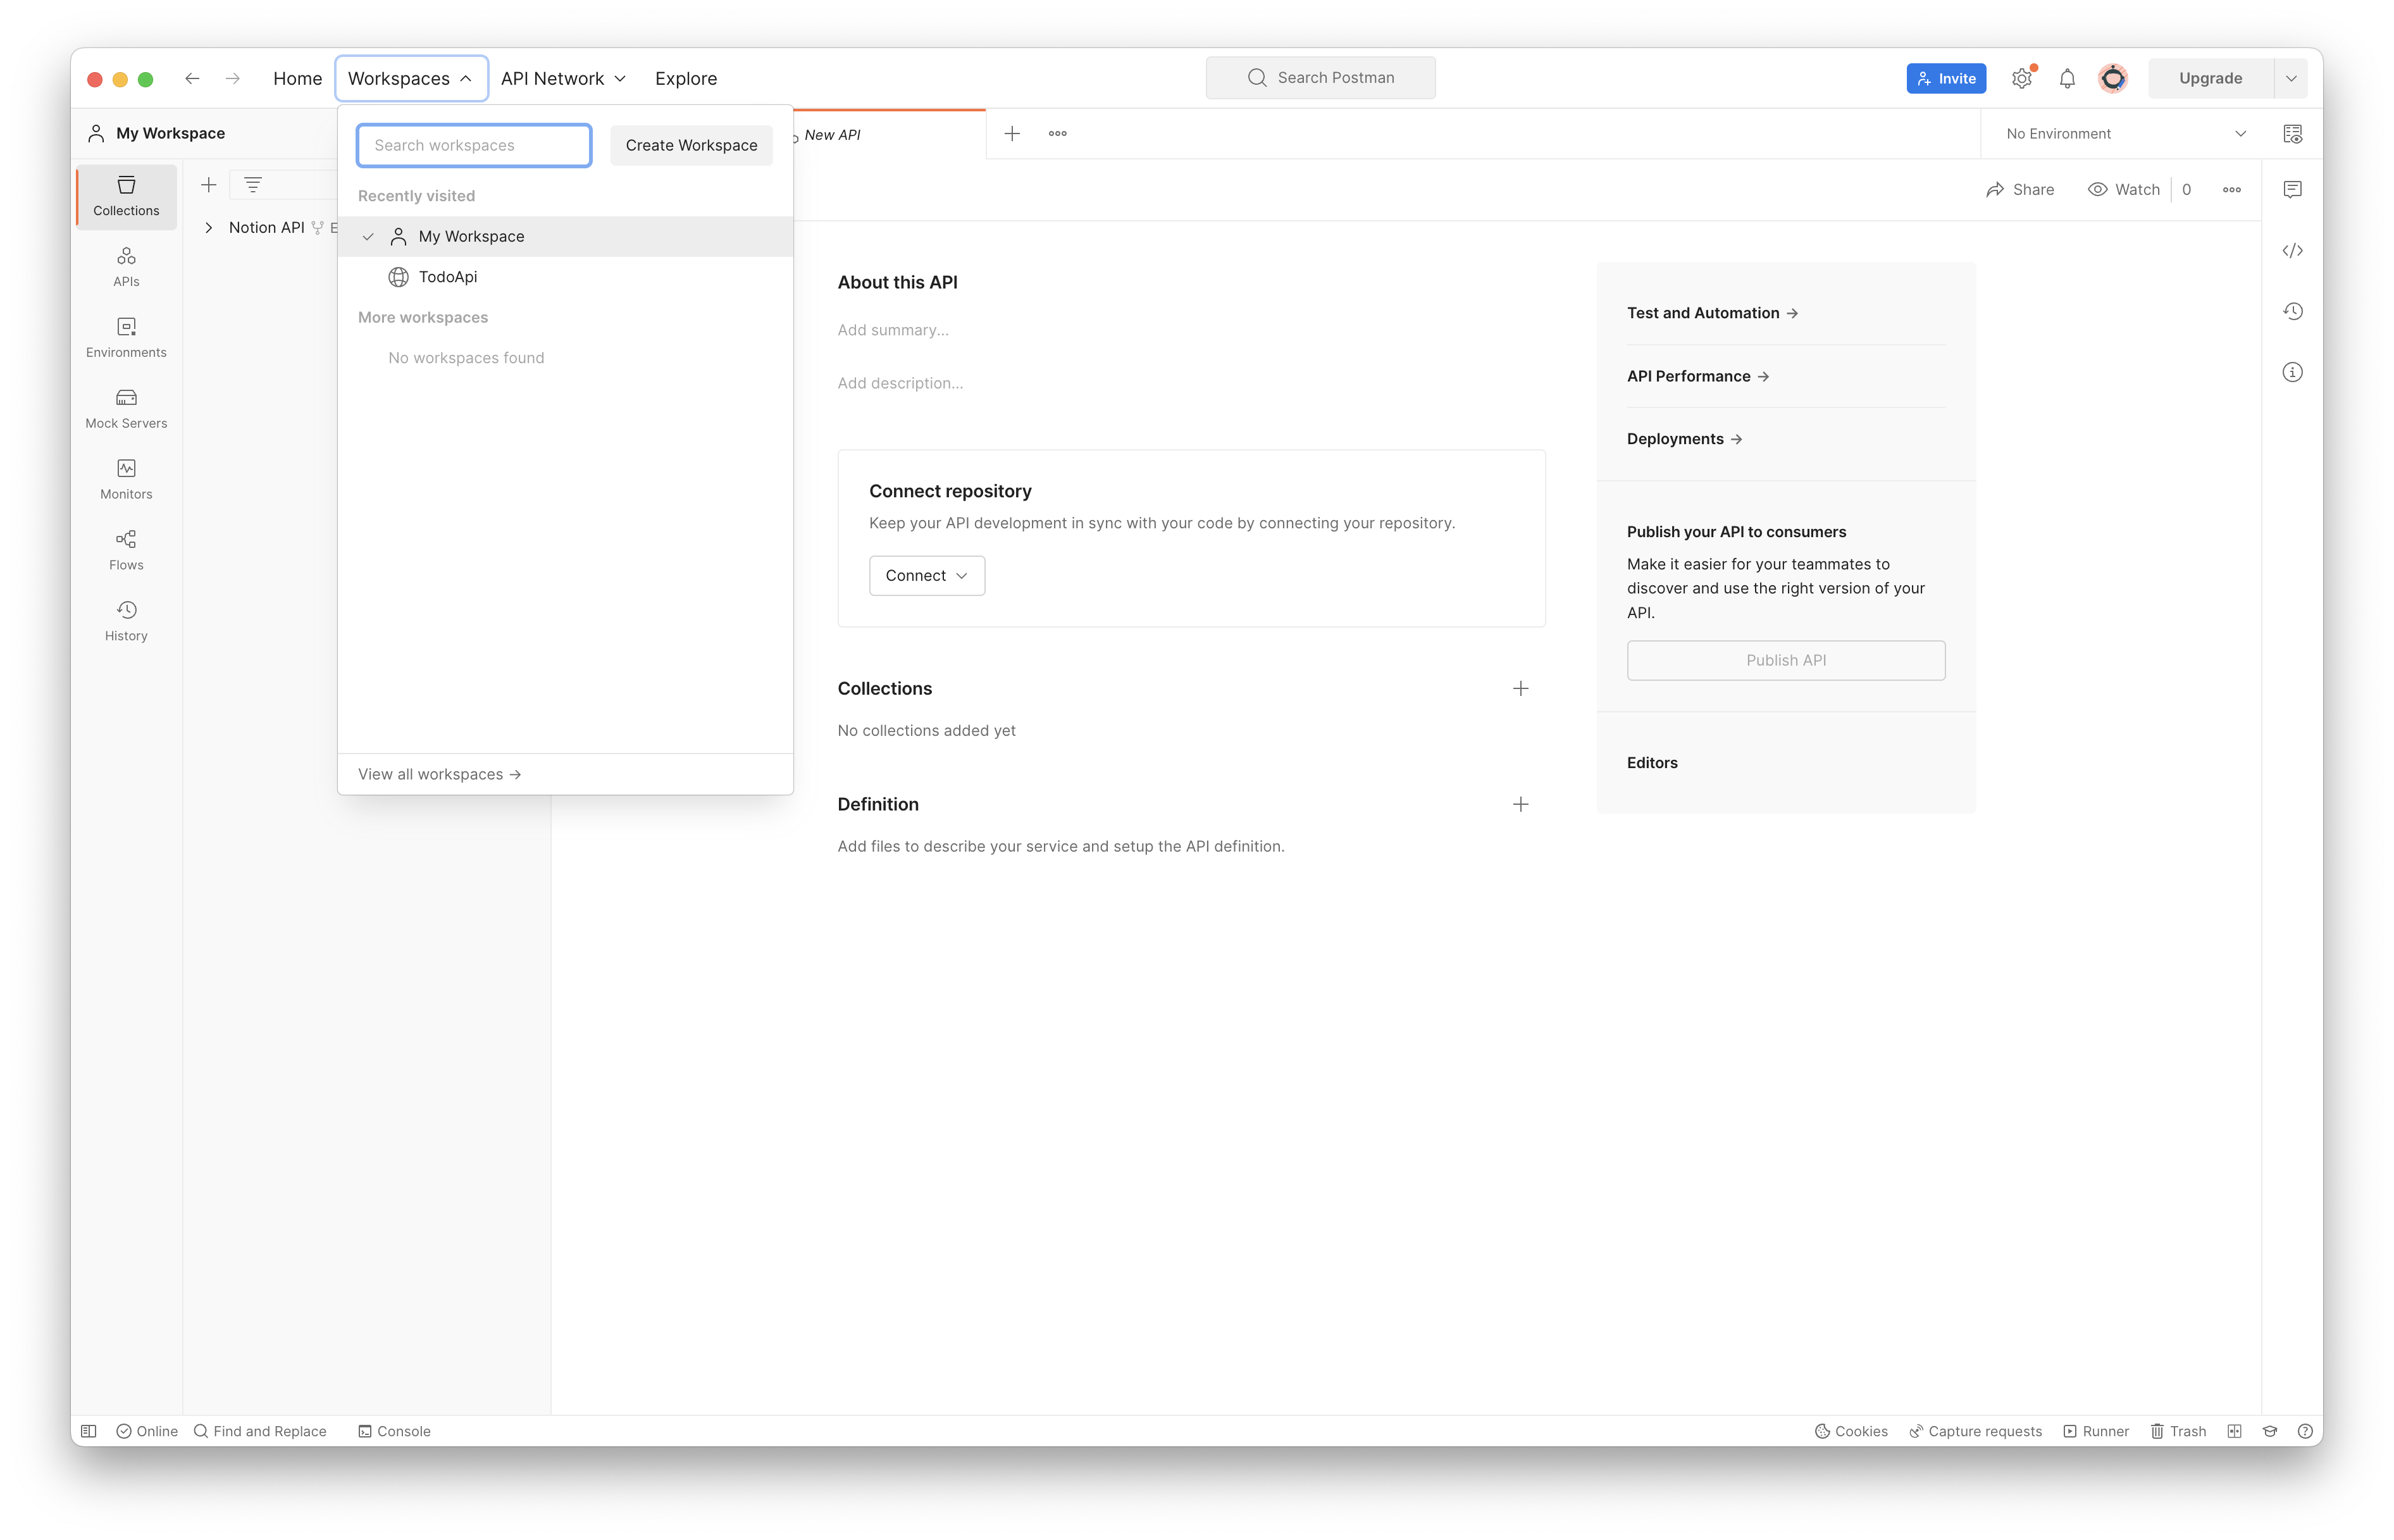 Home
Workspaces
API Network
Explore
Search Postman
Invite
Upgrade
My Workspace
New API
No Environment
Search workspaces
Create Workspace
Recently visited
My Workspace
TodoApi
More workspaces
No workspaces found
View all workspaces →
Collections
APIs
Environments
Mock Servers
Monitors
Flows
History
Notion API
Share
Watch
0
About this API
Add summary...
Add description...
Connect repository
Keep your API development in sync with your code by connecting your repository.
Connect
Collections
No collections added yet
Definition
Add files to describe your service and setup the API definition.
Test and Automation →
API Performance →
Deployments →
Publish your API to consumers
Make it easier for your teammates to
discover and use the right version of your
API.
Publish API
Editors
Online
Find and Replace
Console
Cookies
Capture requests
Runner
Trash